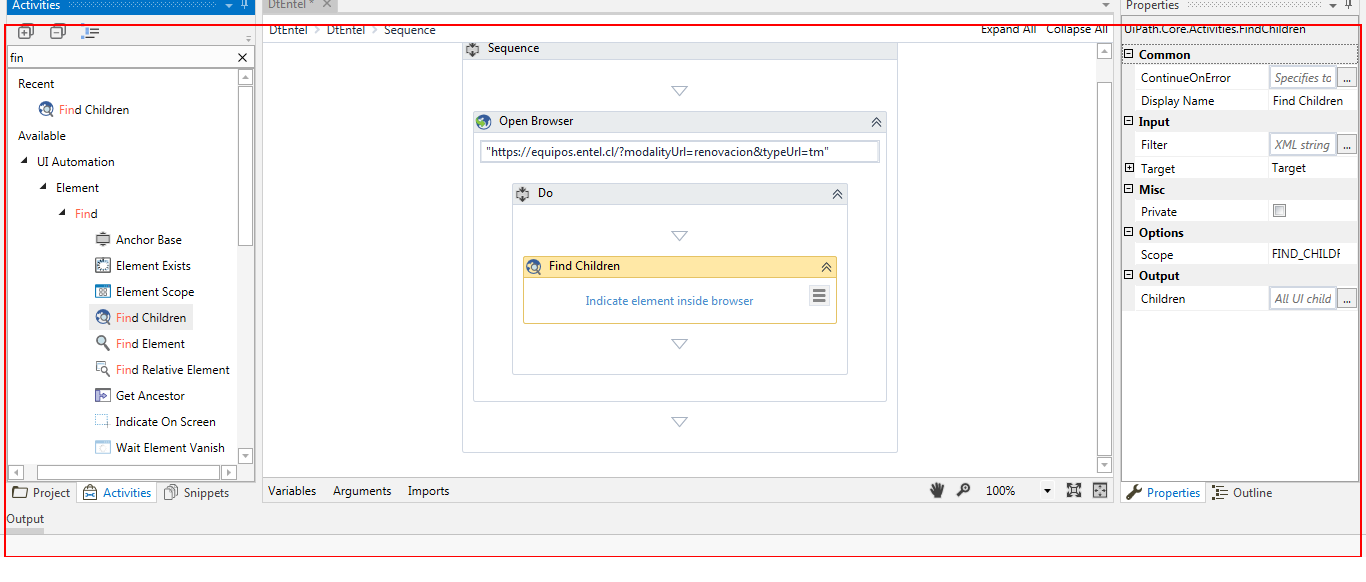 Activities
fin
Recent
Find Children
Available
UI Automation
Element
Find
Anchor Base
Element Exists
Element Scope
Find Children
Find Element
Find Relative Element
Get Ancestor
Indicate On Screen
Wait Element Vanish
Project Activities Snippets
Output
DtEntel *
DtEntel DtEntel Sequence Expand All Collapse All
Sequence
Open Browser
"https://equipos.entel.cl/?modalityUrl=renovacion&typeUrl=tm"
Do
Find Children
Indicate element inside browser
Variables Arguments Imports 100%
Properties
UiPath.Core.Activities.FindChildren
Common
ContinueOnError Specifies to ...
Display Name Find Children
Input
Filter XML string ...
Target Target
Misc
Private
Options
Scope FIND_CHILDR
Output
Children All UI child ...
Properties Outline